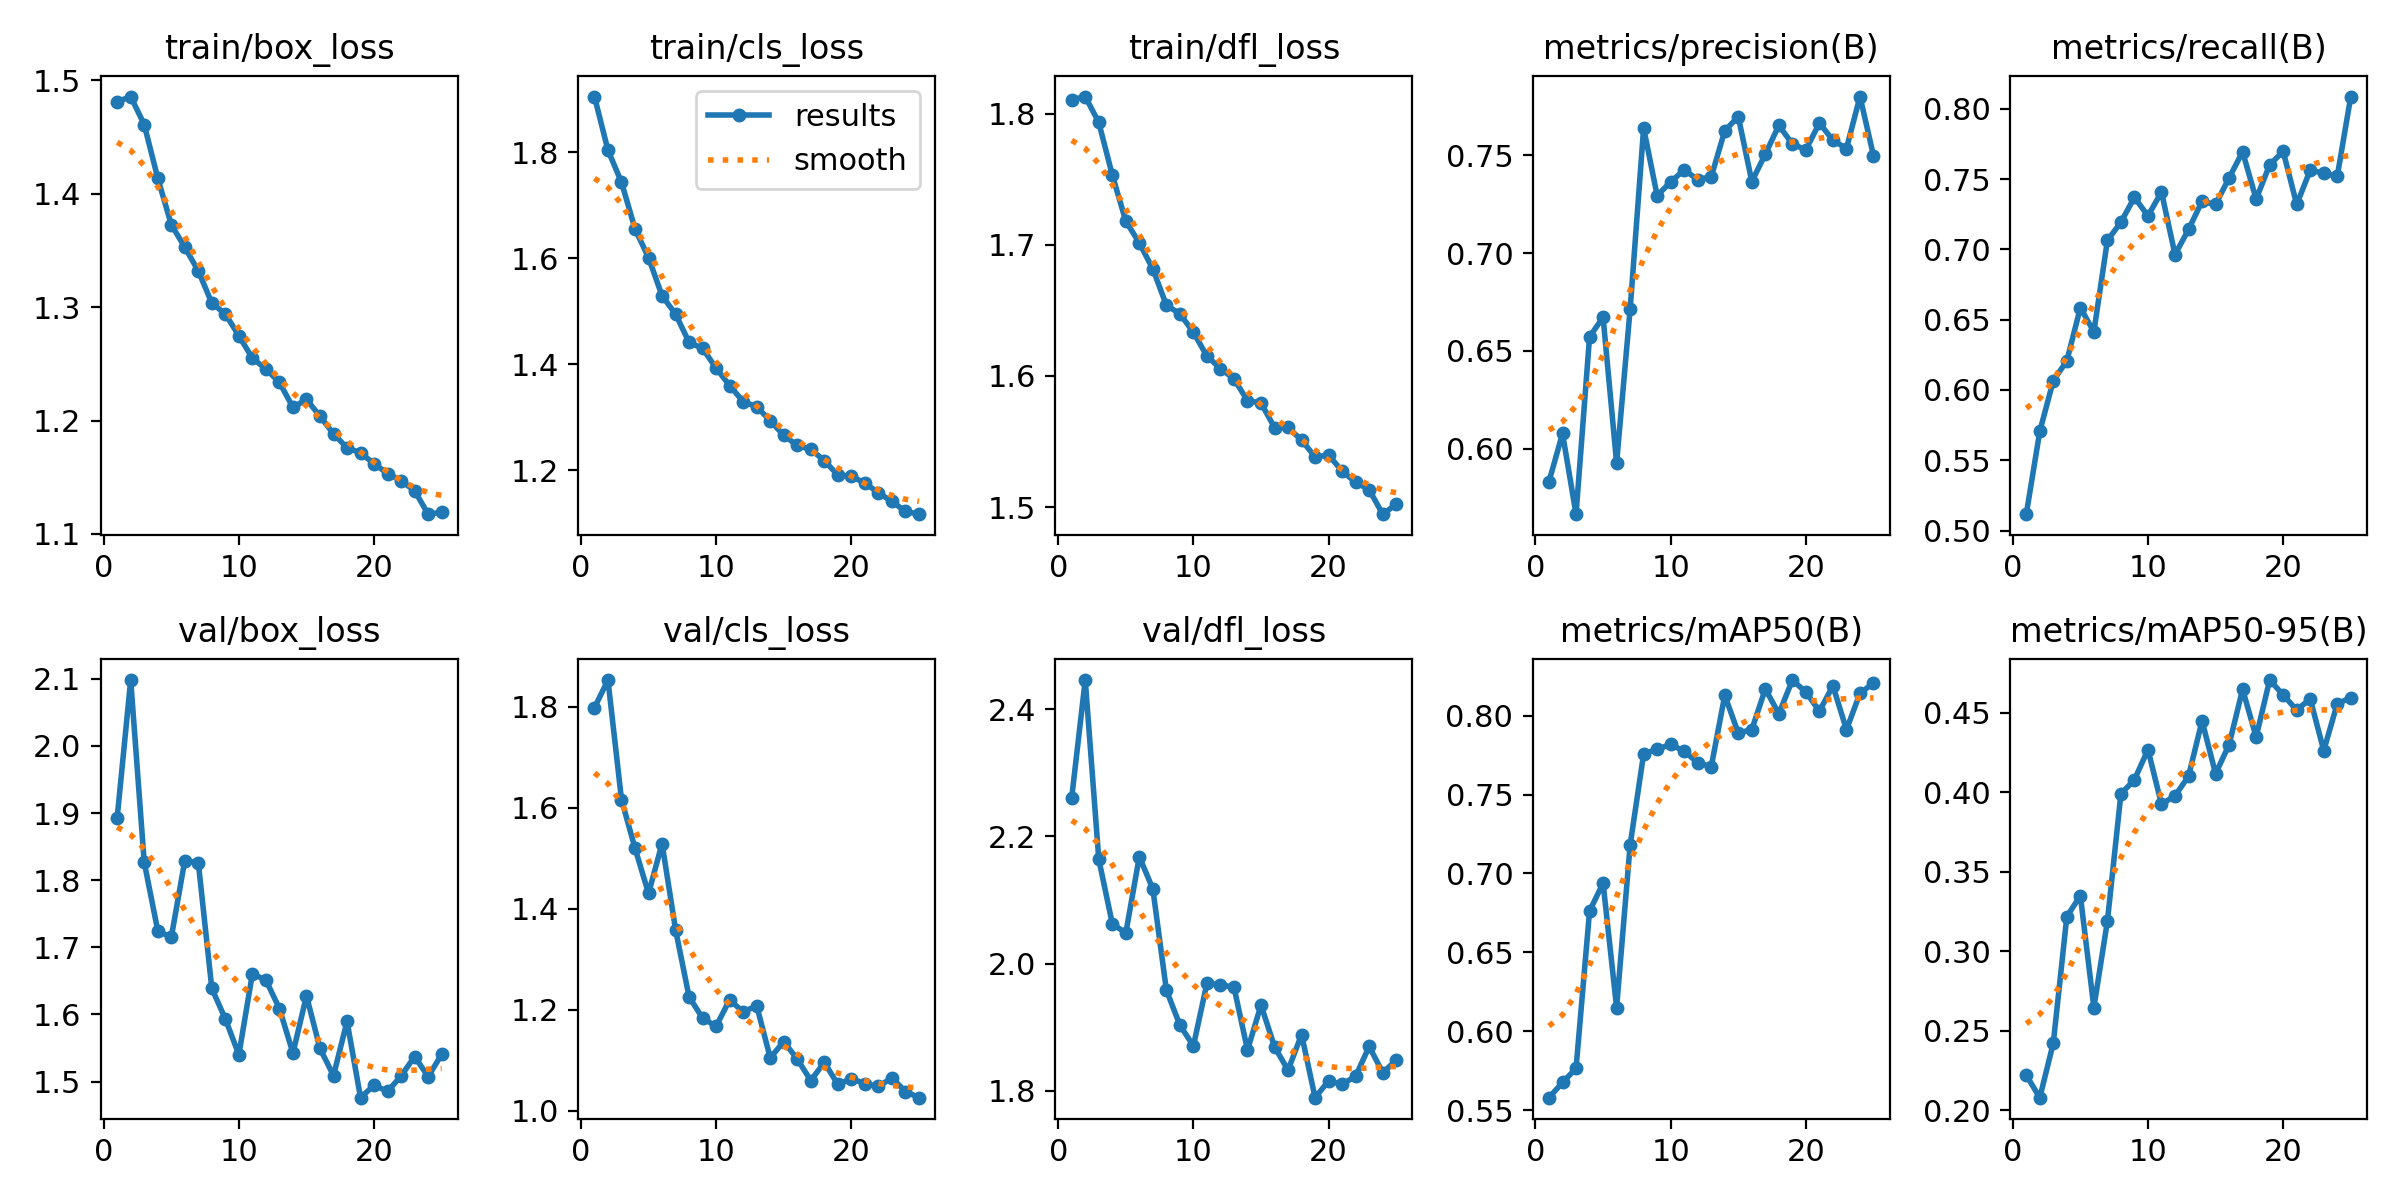 train/box_loss
1.5
1.4
1.3
1.2
1.1
0 10 20
train/cls_loss
results
smooth
1.8
1.6
1.4
1.2
0 10 20
train/dfl_loss
1.8
1.7
1.6
1.5
0 10 20
metrics/precision(B)
0.75
0.70
0.65
0.60
0 10 20
metrics/recall(B)
0.80
0.75
0.70
0.65
0.60
0.55
0.50
0 10 20
val/box_loss
2.1
2.0
1.9
1.8
1.7
1.6
1.5
0 10 20
val/cls_loss
1.8
1.6
1.4
1.2
1.0
0 10 20
val/dfl_loss
2.4
2.2
2.0
1.8
0 10 20
metrics/mAP50(B)
0.80
0.75
0.70
0.65
0.60
0.55
0 10 20
metrics/mAP50-95(B)
0.45
0.40
0.35
0.30
0.25
0.20
0 10 20